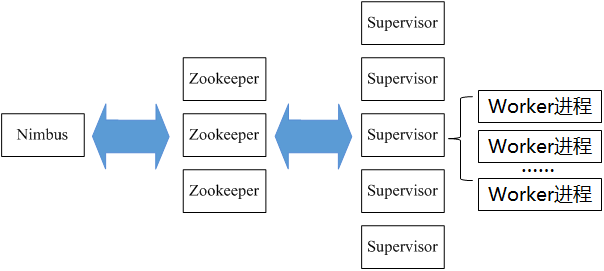 Nimbus
Zookeeper
Zookeeper
Zookeeper
Supervisor
Supervisor
Supervisor
Supervisor
Supervisor
Worker进程
Worker进程
······
Worker进程